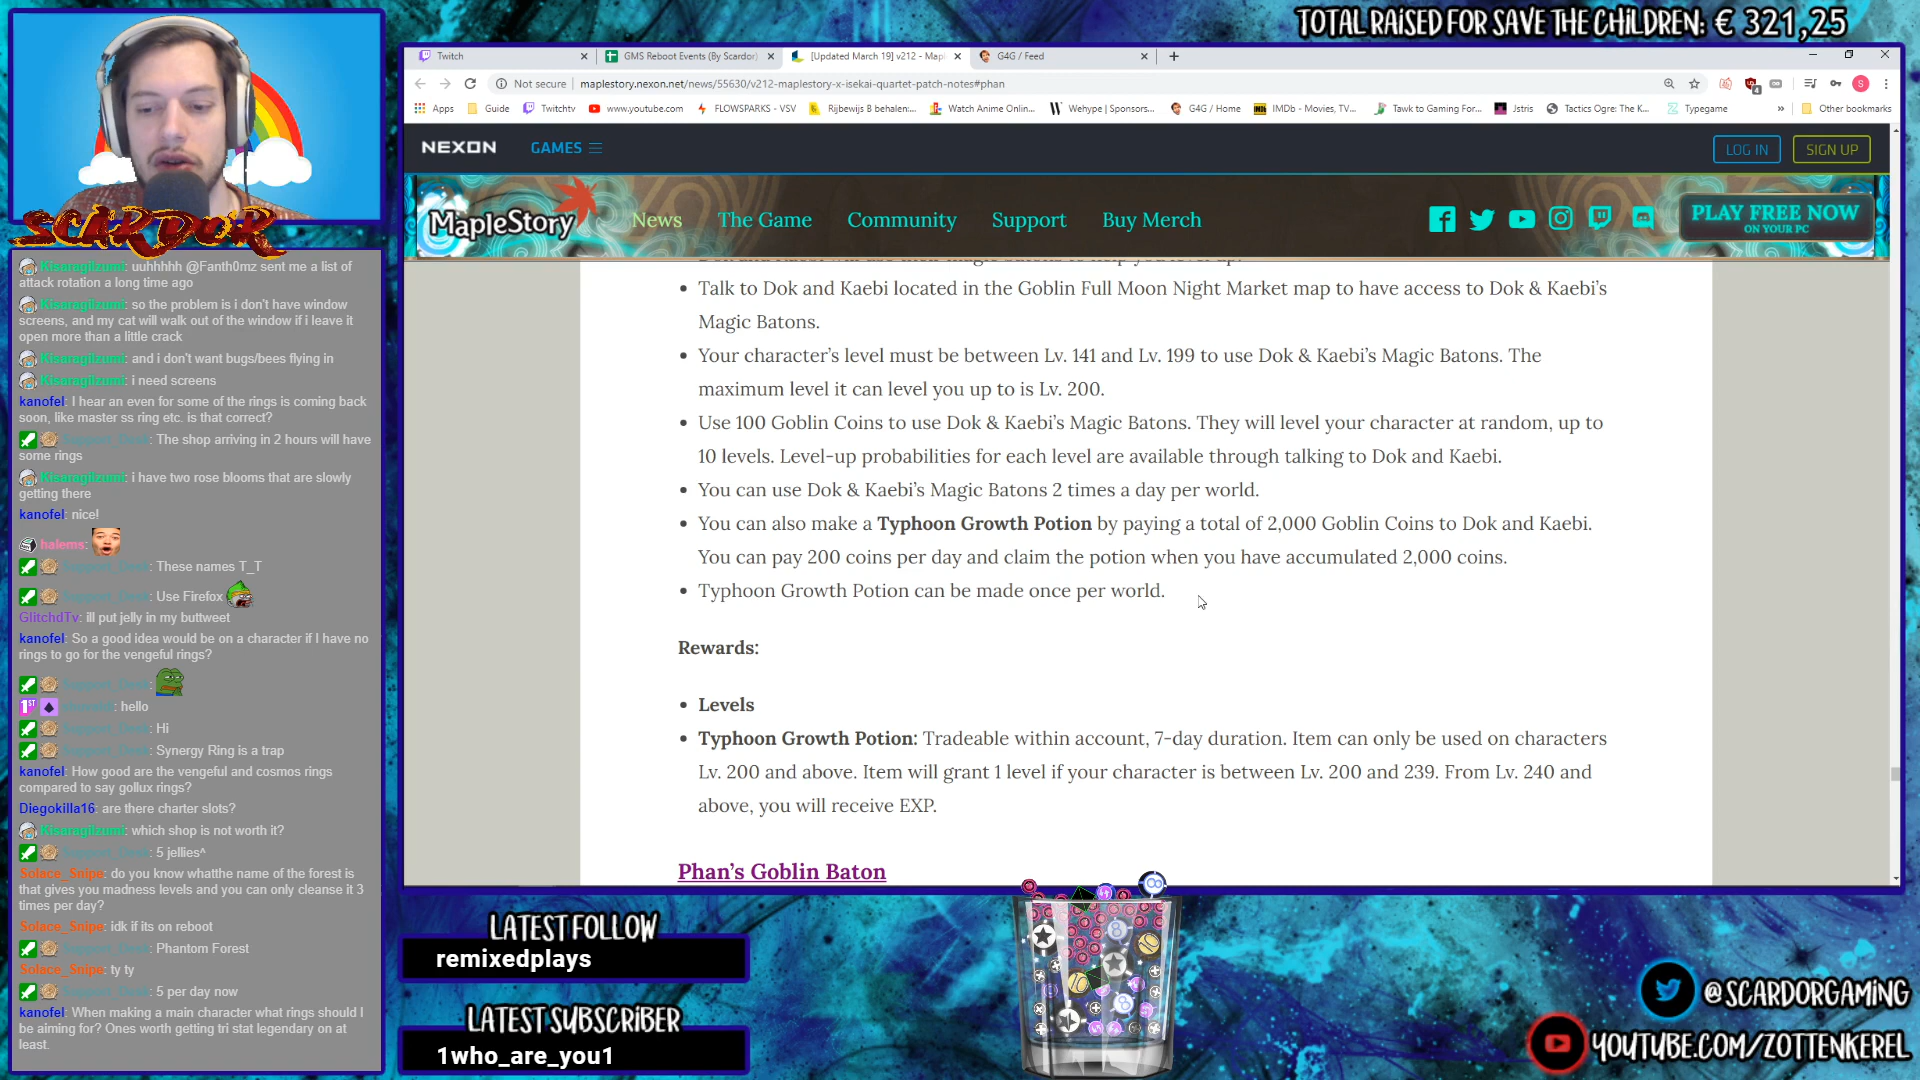 TOTAL RAISED FOR SAVE THE CHILDREN: € 321,25
Twitch
GMS Reboot Events (By Scardor)
[Updated March 19] v212 - Mapl
G4G / Feed
Not secure
maplestory.nexon.net/news/55630/v212-maplestory-x-isekai-quartet-patch-notes#phan
Apps
Guide
Twitchtv
www.youtube.com
FLOWSPARKS - VSV
Rijbewijs B behalen:...
Watch Anime Onlin...
Wehype | Sponsors...
G4G / Home
IMDb - Movies, TV...
Tawk to Gaming For...
Jstris
Tactics Ogre: The K...
Typegame
»
Other bookmarks
NEXON
GAMES
LOG IN
SIGN UP
MapleStory
News
The Game
Community
Support
Buy Merch
PLAY FREE NOW
ON YOUR PC
• Talk to Dok and Kaebi located in the Goblin Full Moon Night Market map to have access to Dok & Kaebi's
Magic Batons.
• Your character's level must be between Lv. 141 and Lv. 199 to use Dok & Kaebi's Magic Batons. The
maximum level it can level you up to is Lv. 200.
• Use 100 Goblin Coins to use Dok & Kaebi's Magic Batons. They will level your character at random, up to
10 levels. Level-up probabilities for each level are available through talking to Dok and Kaebi.
• You can use Dok & Kaebi's Magic Batons 2 times a day per world.
• You can also make a Typhoon Growth Potion by paying a total of 2,000 Goblin Coins to Dok and Kaebi.
You can pay 200 coins per day and claim the potion when you have accumulated 2,000 coins.
• Typhoon Growth Potion can be made once per world.
Rewards:
• Levels
• Typhoon Growth Potion: Tradeable within account, 7-day duration. Item can only be used on characters
Lv. 200 and above. Item will grant 1 level if your character is between Lv. 200 and 239. From Lv. 240 and
above, you will receive EXP.
Phan's Goblin Baton
SCARDOR
KisaragiIzumi: uuhhhhh @Fanth0mz sent me a list of
attack rotation a long time ago
KisaragiIzumi: so the problem is i don't have window
screens, and my cat will walk out of the window if i leave it
open more than a little crack
KisaragiIzumi: and i don't want bugs/bees flying in
KisaragiIzumi: i need screens
kanofel: I hear an even for some of the rings is coming back
soon, like master ss ring etc. is that correct?
Support_Dood: The shop arriving in 2 hours will have
some rings
KisaragiIzumi: i have two rose blooms that are slowly
getting there
kanofel: nice!
halems:
: These names T_T
: Use Firefox
GlitchdTv: ill put jelly in my buttweet
kanofel: So a good idea would be on a character if I have no
rings to go for the vengeful rings?
1ST
: hello
: Hi
: Synergy Ring is a trap
kanofel: How good are the vengeful and cosmos rings
compared to say gollux rings?
Diegokilla16: are there charter slots?
KisaragiIzumi: which shop is not worth it?
: 5 jellies^
Solace_Snipe: do you know whatthe name of the forest is
that gives you madness levels and you can only cleanse it 3
times per day?
Solace_Snipe: idk if its on reboot
: Phantom Forest
Solace_Snipe: ty ty
: 5 per day now
kanofel: When making a main character what rings should I
be aiming for? Ones worth getting tri stat legendary on at
least.
LATEST FOLLOW
remixedplays
LATEST SUBSCRIBER
1who_are_you1
@SCARDORGAMING
YOUTUBE.COM/ZOTTENKEREL